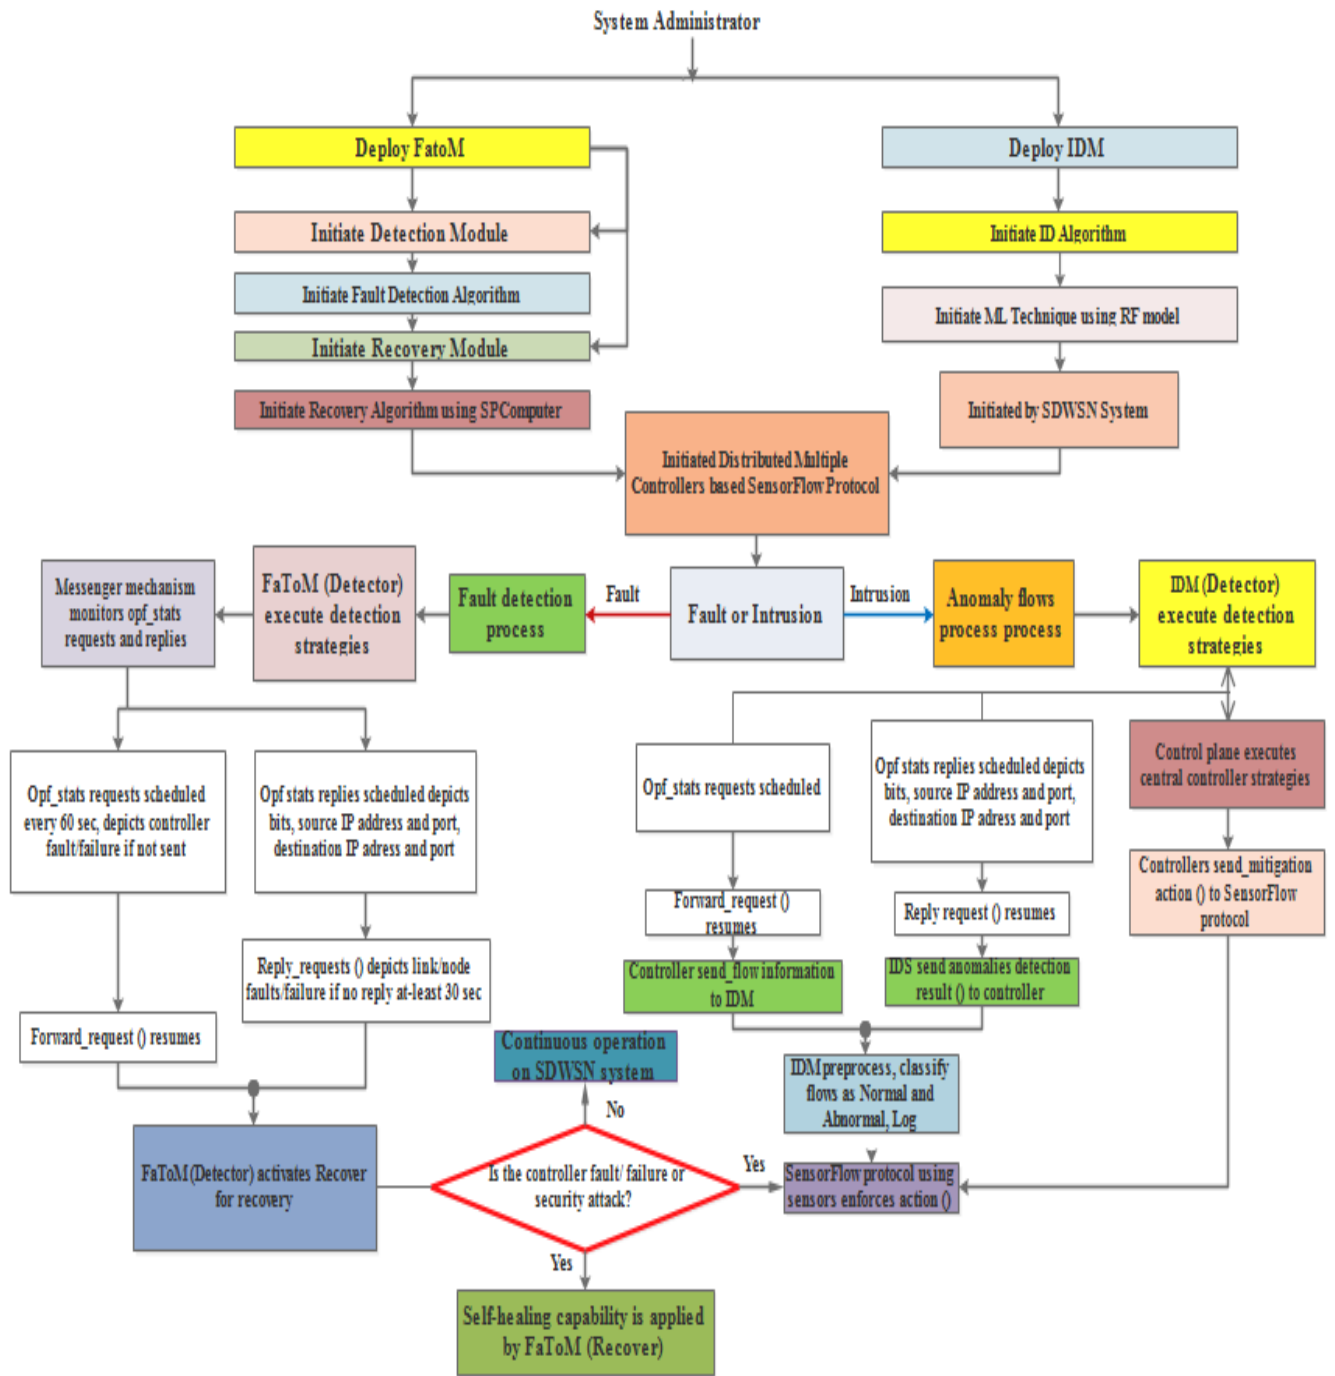 System Administrator
Deploy FatoM
Deploy IDM
Initiate Detection Module
Initiate ID Algorithm
Initiate Fault Detection Algorithm
Initiate ML Technique using RF model
Initiate Recovery Module
Initiate Recovery Algorithm using SPComputer
Initiated by SDWSN System
Initiated Distributed Multiple
Controllers based SensorFlow Protocol
Messenger mechanism
monitors opf_stats
requests and replies
FaToM (Detector)
execute detection
strategies
Fault detection
process
Fault
Fault or Intrusion
Intrusion
Anomaly flows
process process
IDM (Detector)
execute detection
strategies
Opf_stats requests scheduled
every 60 sec, depicts controller
fault/failure if not sent
Opf stats replies scheduled depicts
bits, source IP address and port,
destination IP adress and port
Opf_stats requests scheduled
Opf stats replies scheduled depicts
bits, source IP address and port,
destination IP adress and port
Control plane executes
central controller strategies
Forward_request ()
resumes
Reply request () resumes
Controllers send_mitigation
action () to SensorFlow
protocol
Reply_requests () depicts link/node
faults/failure if no reply at-least 30 sec
Controller send_flow information
to IDM
IDS send anomalies detection
result () to controller
Forward_request () resumes
Continuous operation
on SDWSN system
IDM preprocess, classify
flows as Normal and
Abnormal, Log
No
FaToM (Detector) activates Recover
for recovery
Is the controller fault/ failure or
security attack?
Yes
SensorFlow protocol using
sensors enforces action ()
Yes
Self-healing capability is applied
by FaToM (Recover)